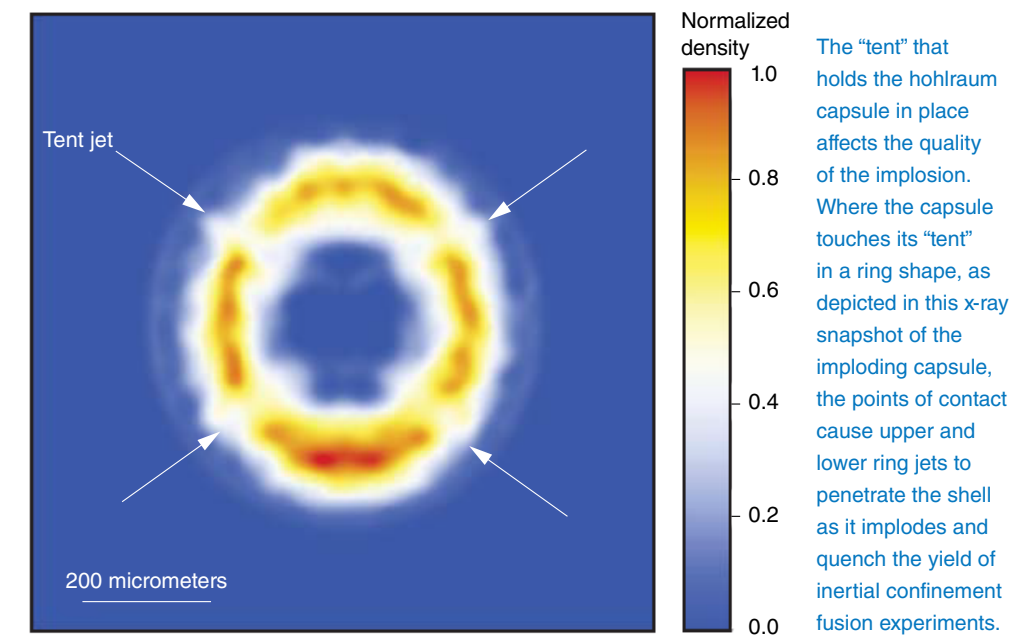 Tent jet
200 micrometers
Normalized
density
1.0
0.8
0.6
0.4
0.2
0.0
The “tent” that
holds the hohlraum
capsule in place
affects the quality
of the implosion.
Where the capsule
touches its “tent”
in a ring shape, as
depicted in this x-ray
snapshot of the
imploding capsule,
the points of contact
cause upper and
lower ring jets to
penetrate the shell
as it implodes and
quench the yield of
inertial confinement
fusion experiments.